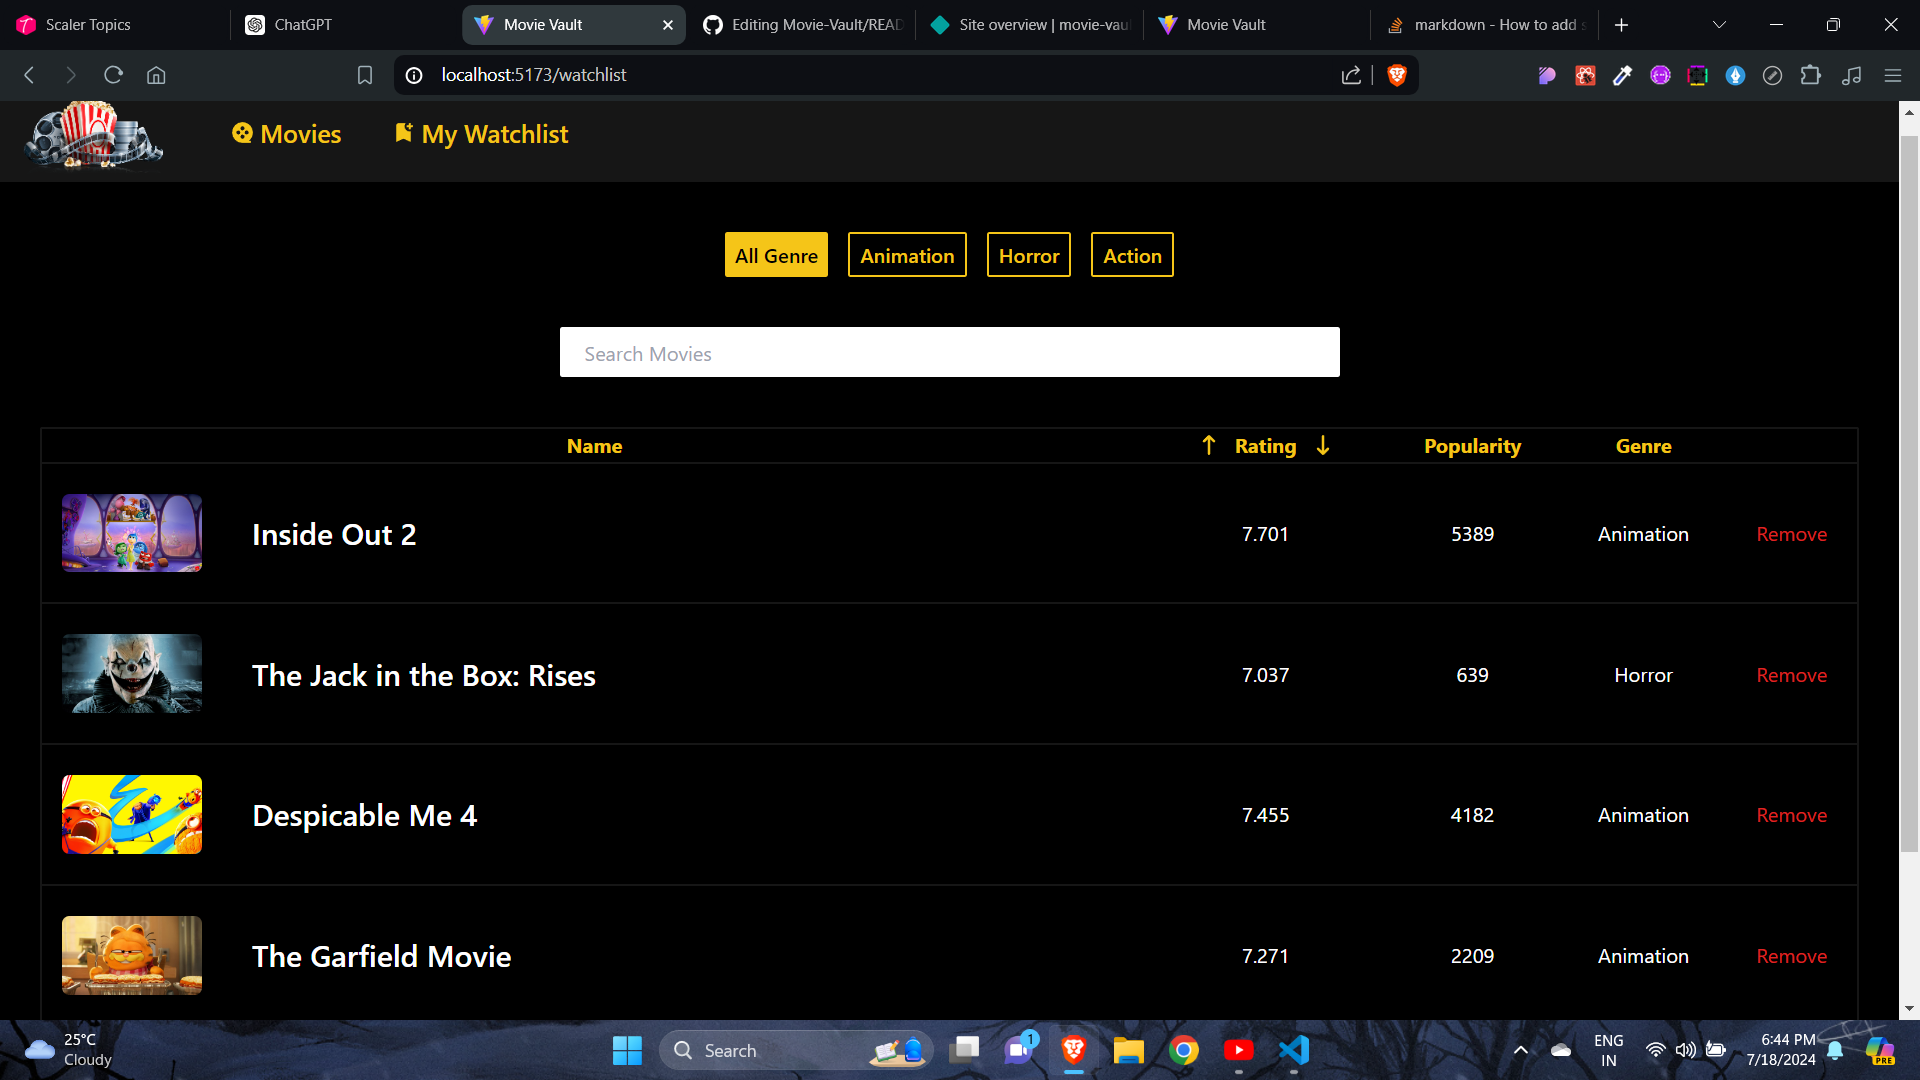 Scaler Topics
ChatGPT
Movie Vault
Editing Movie-Vault/READ
Site overview | movie-vau
Movie Vault
markdown - How to add s
localhost:5173/watchlist
Movies
My Watchlist
All Genre
Animation
Horror
Action
Search Movies
Name
↑ Rating ↓
Popularity
Genre
Inside Out 2
7.701
5389
Animation
Remove
The Jack in the Box: Rises
7.037
639
Horror
Remove
Despicable Me 4
7.455
4182
Animation
Remove
The Garfield Movie
7.271
2209
Animation
Remove
25°C
Cloudy
Search
1
ENG
IN
6:44 PM
7/18/2024
PRE